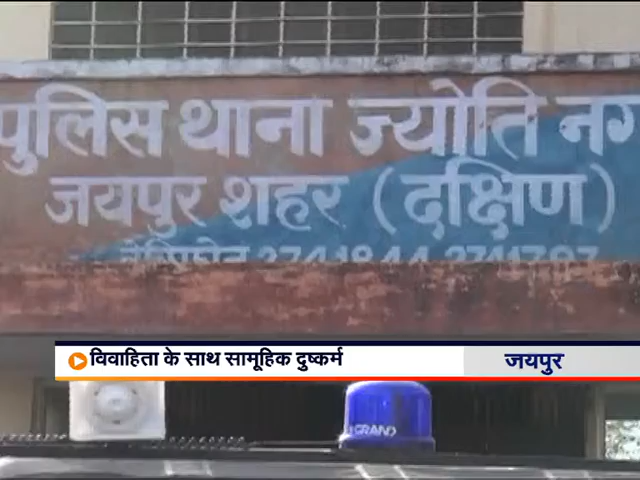 पुलिस थाना ज्योति नग
जयपुर शहर (दक्षिण)
विवाहिता के साथ सामूहिक दुष्कर्म
जयपुर
GRAND